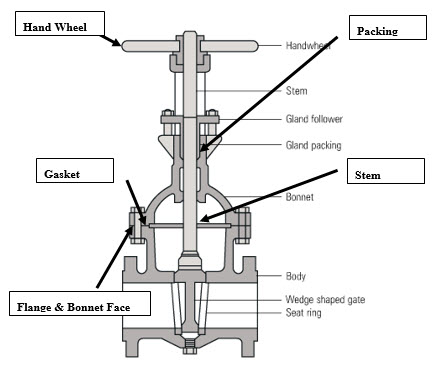 Hand Wheel
Packing
Handwheel
Stem
Gland follower
Gland packing
Gasket
Stem
Bonnet
Body
Flange & Bonnet Face
Wedge shaped gate
Seat ring